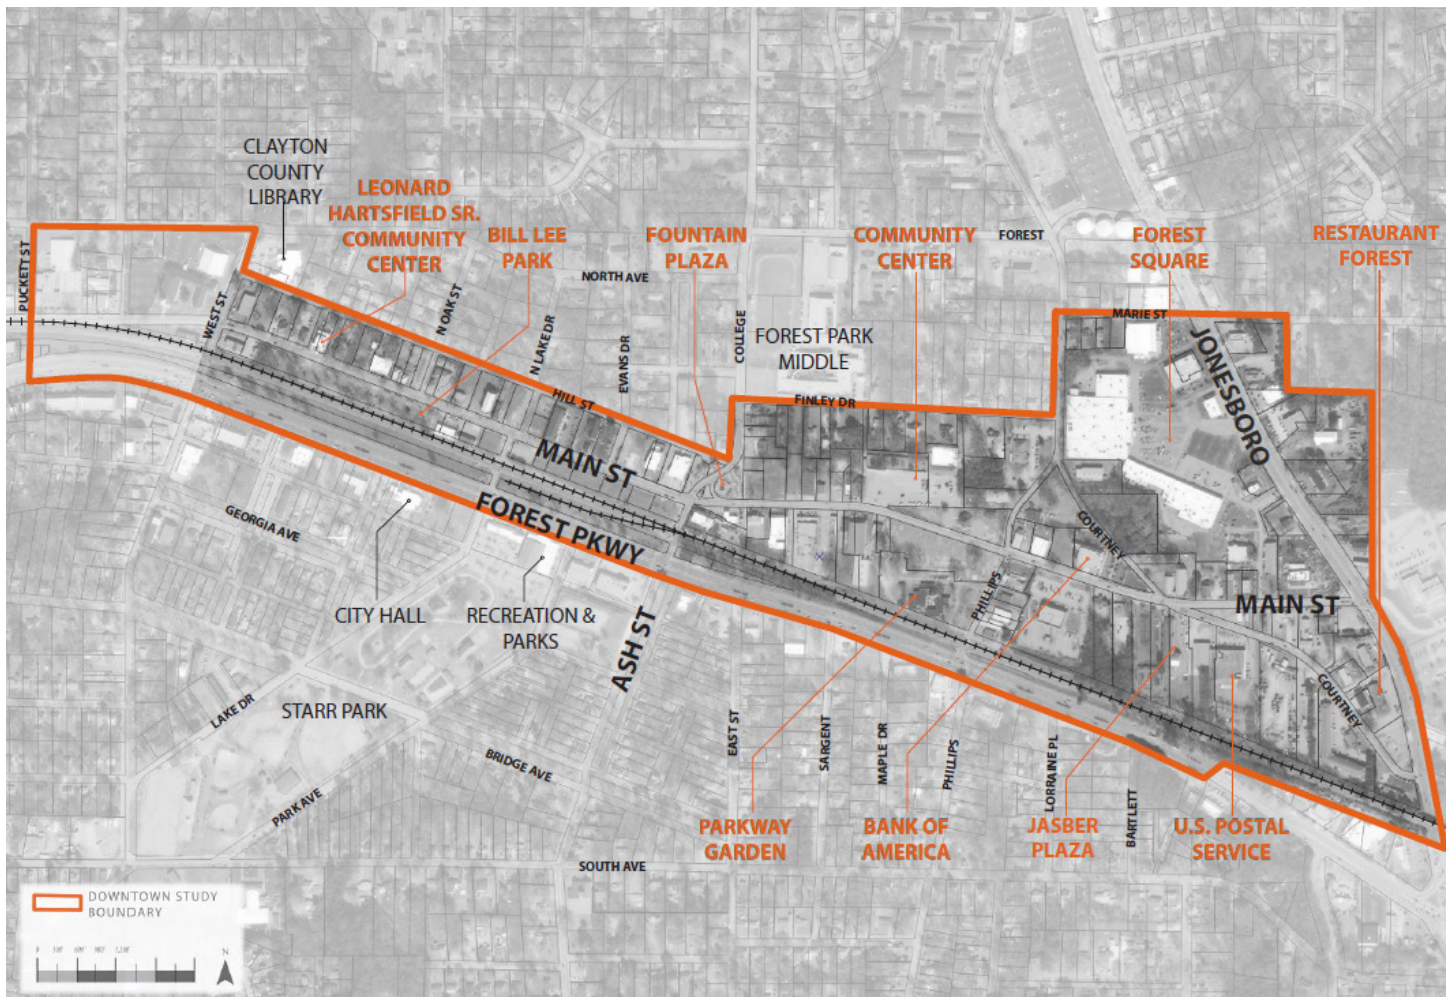 CLAYTON
COUNTY
LIBRARY
LEONARD
HARTSFIELD SR.
COMMUNITY
CENTER
BILL LEE
PARK
FOUNTAIN
PLAZA
COMMUNITY
CENTER
FOREST
FOREST
SQUARE
RESTAURANT
FOREST
PUCKETT ST
WEST ST
N OAK ST
NORTH AVE
N LAKE DR
EVANS DR
COLLEGE
FOREST PARK
MIDDLE
MARIE ST
JONESBORO
HILL ST
FINLEY DR
MAIN ST
FOREST PKWY
GEORGIA AVE
COURTNEY
PHILLIPS
MAIN ST
CITY HALL
RECREATION &
PARKS
ASH ST
COURTNEY
LAKE DR
STARR PARK
BRIDGE AVE
PARK AVE
EAST ST
SARGENT
MAPLE DR
PHILLIPS
LORRAINE PL
BARTLETT
PARKWAY
GARDEN
BANK OF
AMERICA
JASBER
PLAZA
U.S. POSTAL
SERVICE
SOUTH AVE
DOWNTOWN STUDY
BOUNDARY
N